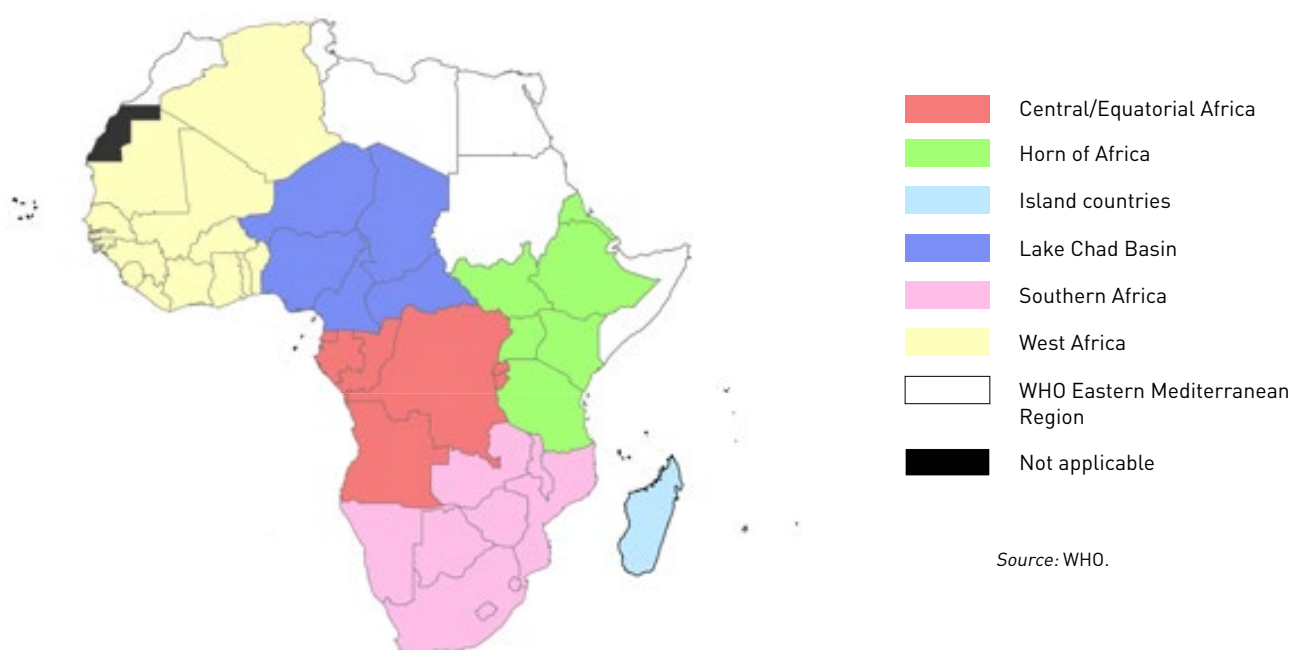 Central/Equatorial Africa
Horn of Africa
Island countries
Lake Chad Basin
Southern Africa
West Africa
WHO Eastern Mediterranean
Region
Not applicable
Source: WHO.